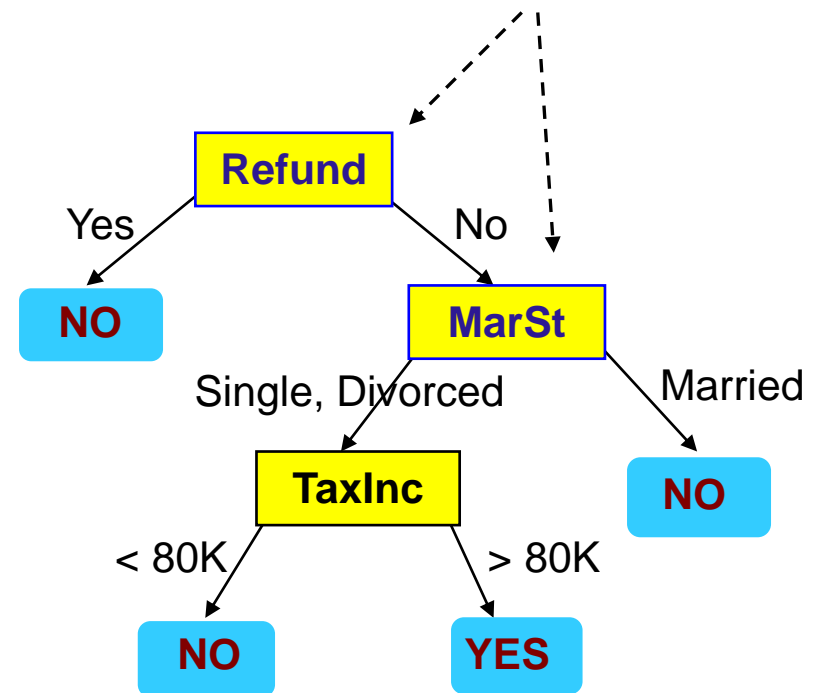 Refund
Yes
No
NO
MarSt
Single, Divorced
Married
TaxInc
NO
< 80K
> 80K
NO
YES